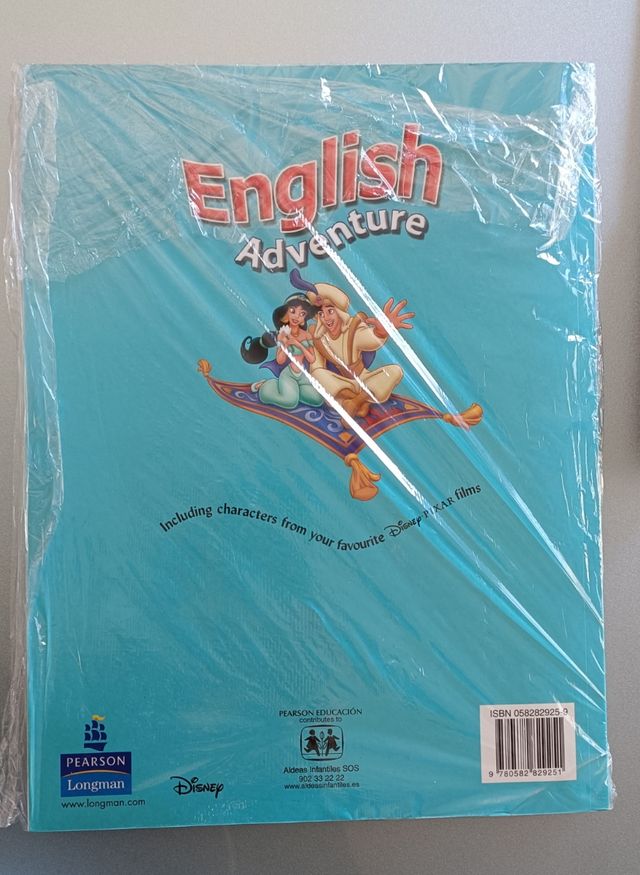 English
Adventure
Including characters from your favourite Disney PIXAR films
PEARSON EDUCACIÓN
contributes to
Aldeas Infantiles SOS
902 33 22 22
www.aldeasinfantiles.es
ISBN 058282925-9
9 780582 829251
PEARSON
Longman
www.longman.com
Disney